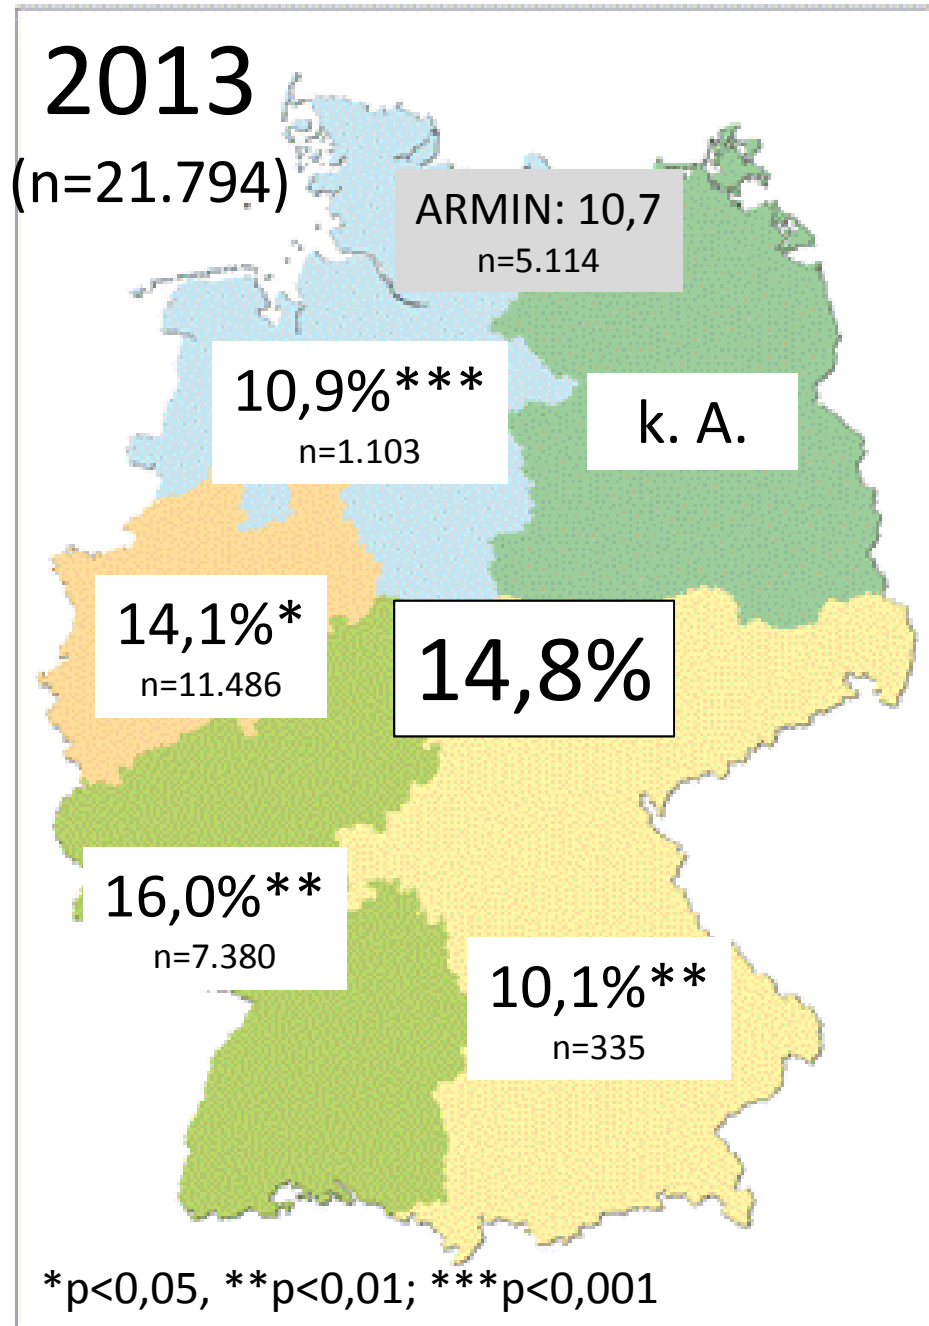 2013
(n=21.794)
ARMIN: 10,7
n=5.114
10,9%***
n=1.103
k. A.
14,1%*
n=11.486
14,8%
16,0%**
n=7.380
10,1%**
n=335
*p<0,05, **p<0,01; ***p<0,001